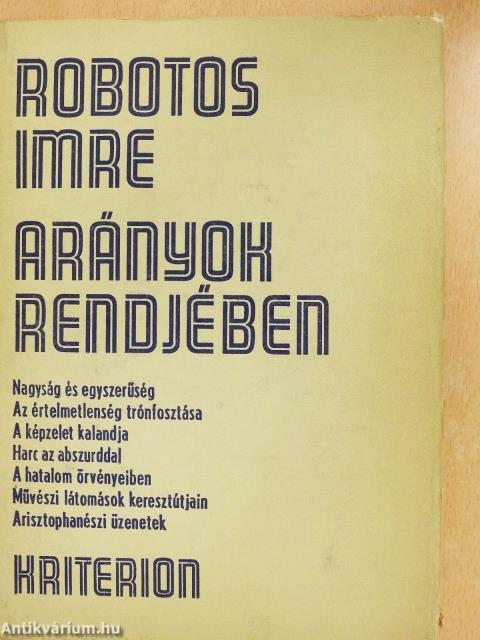 ROBOTOS
IMRE
ARÁNYOK
RENDJÉBEN
Nagyság és egyszerűség
Az értelmetlenség trónfosztása
A képzelet kalandja
Harc az abszurddal
A hatalom örvényeiben
Művészi látomások keresztútjain
Arisztophanészi üzenetek
KRITERION
Antikvárium.hu